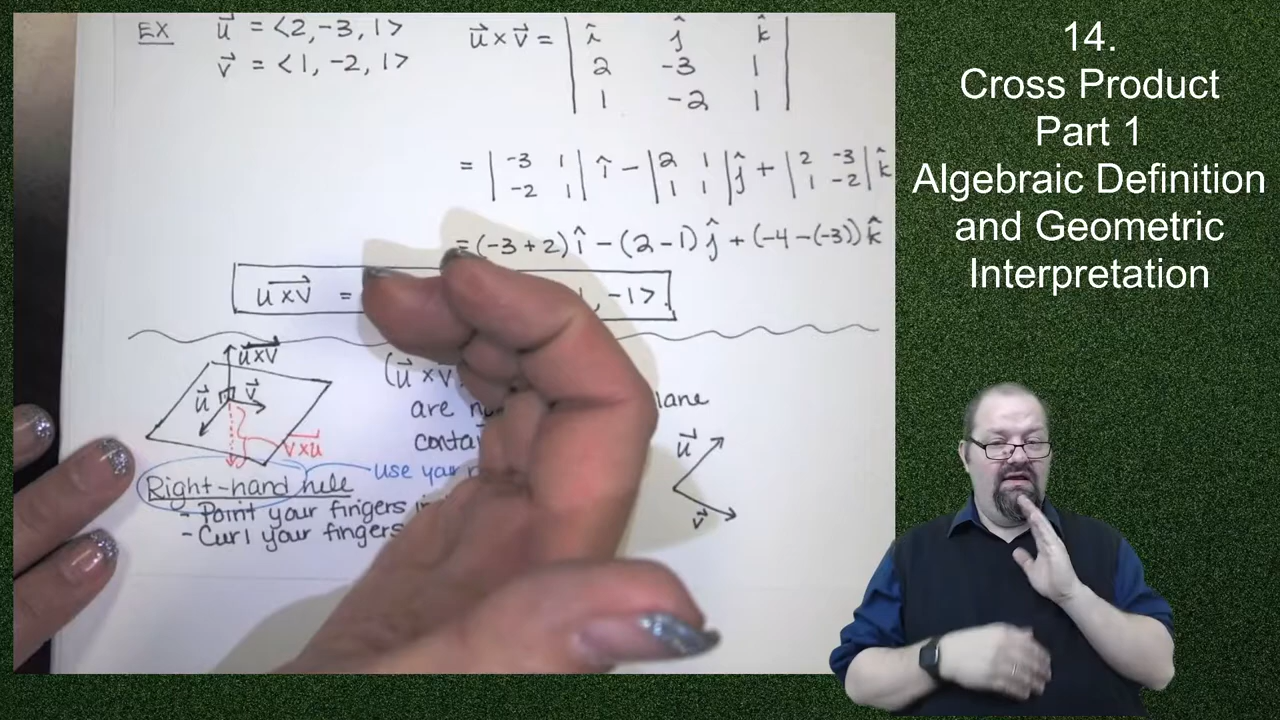 EX u⃗ = <2, -3, 1> u⃗ x v⃗ = | î ĵ k̂ |
v⃗ = <1, -2, 1> 2 -3 1
1 -2 1
= | -3 1 | î - | 2 1 | ĵ + | 2 -3 | k̂
-2 1 1 1 1 -2
= (-3+2) î - (2-1) ĵ + (-4-(-3)) k̂
u⃗ x v⃗ = , -1>.
u⃗ x v⃗ (u⃗ x v⃗
u⃗ v⃗ are
v⃗ x u⃗
Right-hand rule use your
u⃗
- Point your fingers
v⃗
- Curl your fingers
14.
Cross Product
Part 1
Algebraic Definition
and Geometric
Interpretation